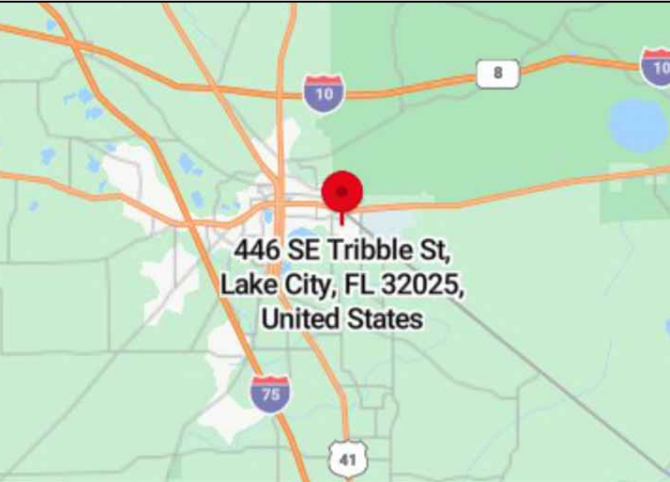 10
8
10
446 SE Tribble St,
Lake City, FL 32025,
United States
75
41